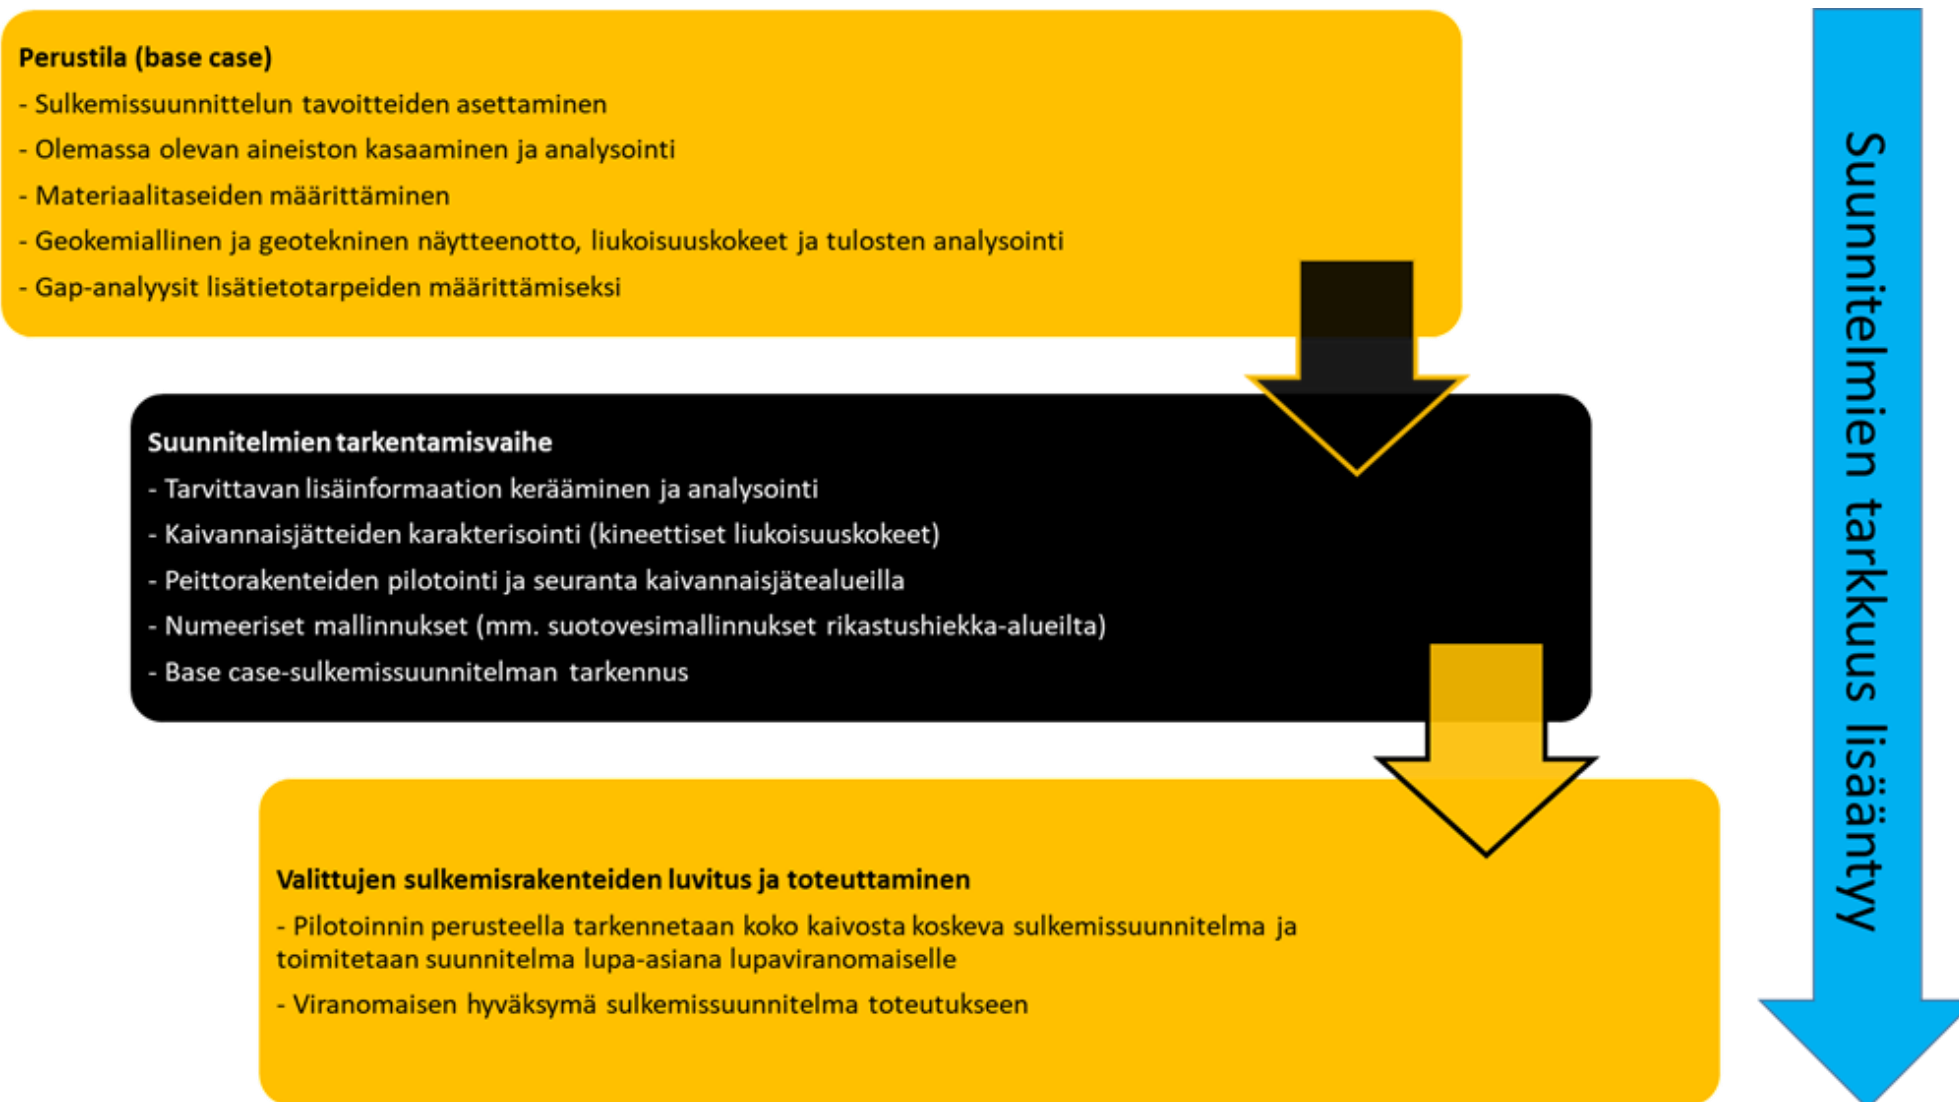 Perustila (base case)
- Sulkemissuunnittelun tavoitteiden asettaminen
- Olemassa olevan aineiston kasaaminen ja analysointi
- Materiaalitaseiden määrittäminen
- Geokemiallinen ja geotekninen näytteenotto, liukoisuuskokeet ja tulosten analysointi
- Gap-analyysit lisätietotarpeiden määrittämiseksi
Suunnitelmien tarkentamisvaihe
- Tarvittavan lisäinformaation kerääminen ja analysointi
- Kaivannaisjätteiden karakterisointi (kineettiset liukoisuuskokeet)
- Peittorakenteiden pilotointi ja seuranta kaivannaisjätealueilla
- Numeeriset mallinnukset (mm. suotovesimallinnukset rikastushiekka-alueilta)
- Base case-sulkemissuunnitelman tarkennus
Valittujen sulkemisrakenteiden luvitus ja toteuttaminen
- Pilotoinnin perusteella tarkennetaan koko kaivosta koskeva sulkemissuunnitelma ja
toimitetaan suunnitelma lupa-asiana lupaviranomaiselle
- Viranomaisen hyväksymä sulkemissuunnitelma toteutukseen
Suunnitelmien tarkkuus lisääntyy